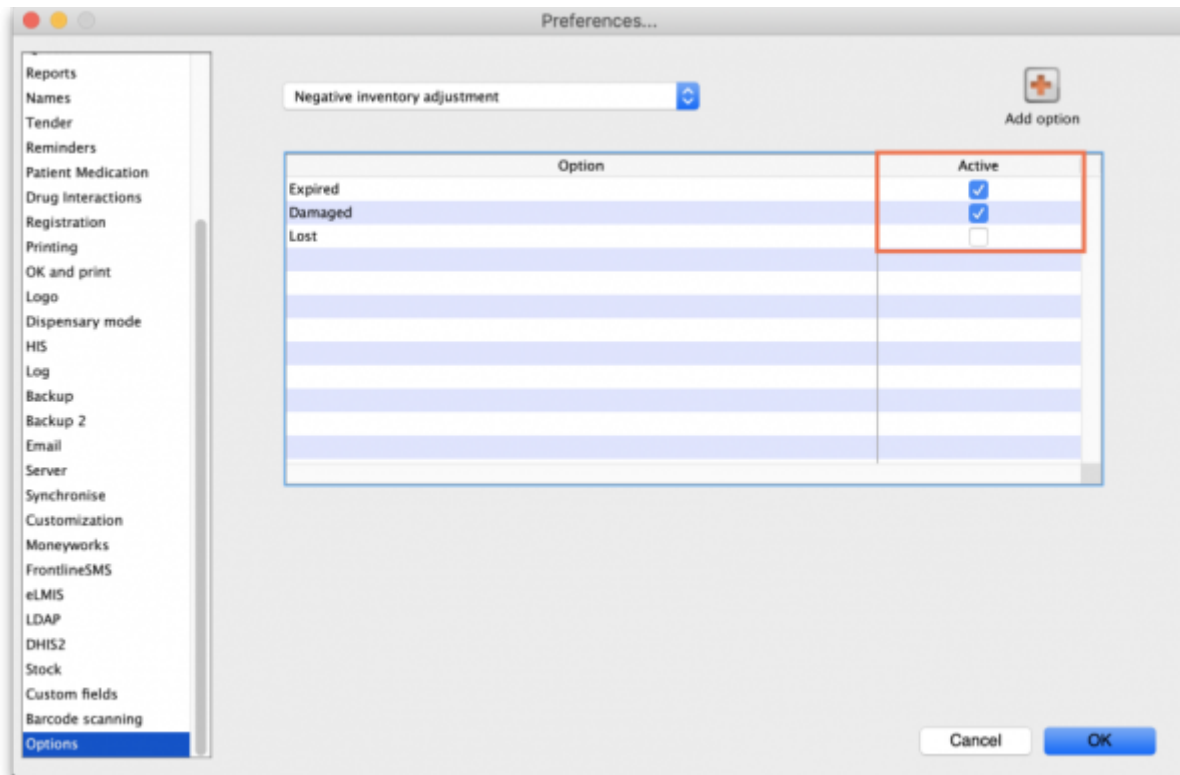 Preferences...
Reports
Names
Tender
Reminders
Patient Medication
Drug Interactions
Registration
Printing
OK and print
Logo
Dispensary mode
HIS
Log
Backup
Backup 2
Email
Server
Synchronise
Customization
Moneyworks
FrontlineSMS
eLMIS
LDAP
DHIS2
Stock
Custom fields
Barcode scanning
Options
Negative inventory adjustment
Add option
Option Active
Expired
Damaged
Lost
Cancel OK